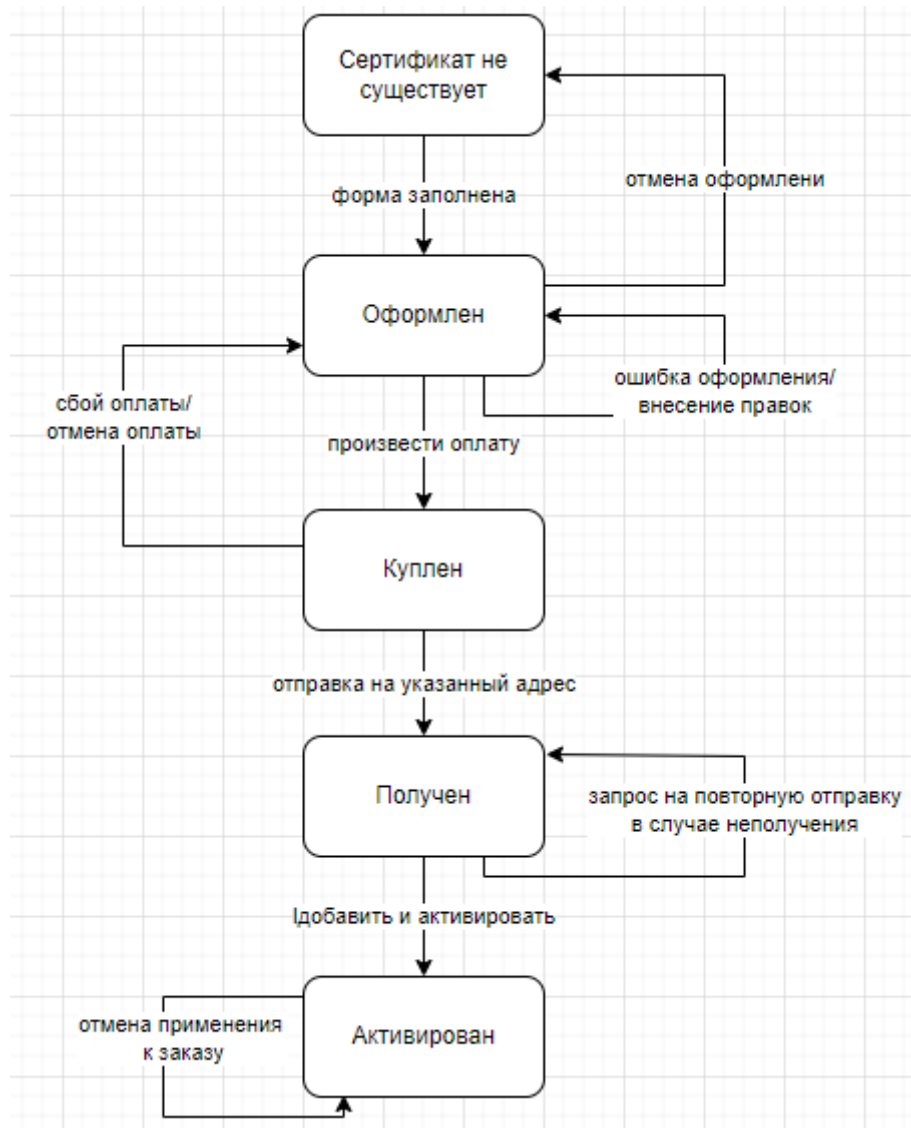 Сертификат не
существует
отмена оформлени
форма заполнена
Оформлен
ошибка оформления/
внесение правок
сбой оплаты/
отмена оплаты
произвести оплату
Куплен
отправка на указанный адрес
Получен
запрос на повторную отправку
в случае неполучения
Iдобавить и активировать
отмена применения
к заказу
Активирован